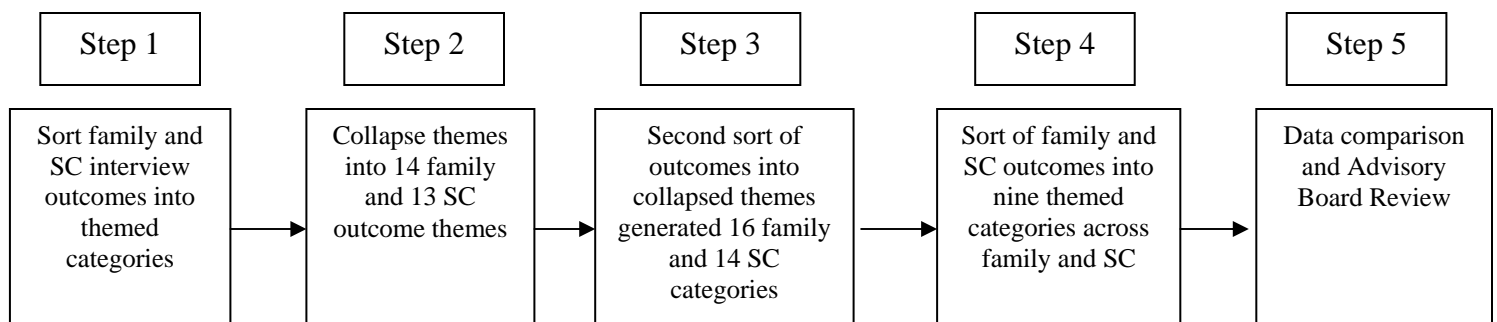 Step 1
Step 2
Step 3
Step 4
Step 5
Sort family and
SC interview
outcomes into
themed
categories
Collapse themes
into 14 family
and 13 SC
outcome themes
Second sort of
outcomes into
collapsed themes
generated 16 family
and 14 SC
categories
Sort of family and
SC outcomes into
nine themed
categories across
family and SC
Data comparison
and Advisory
Board Review